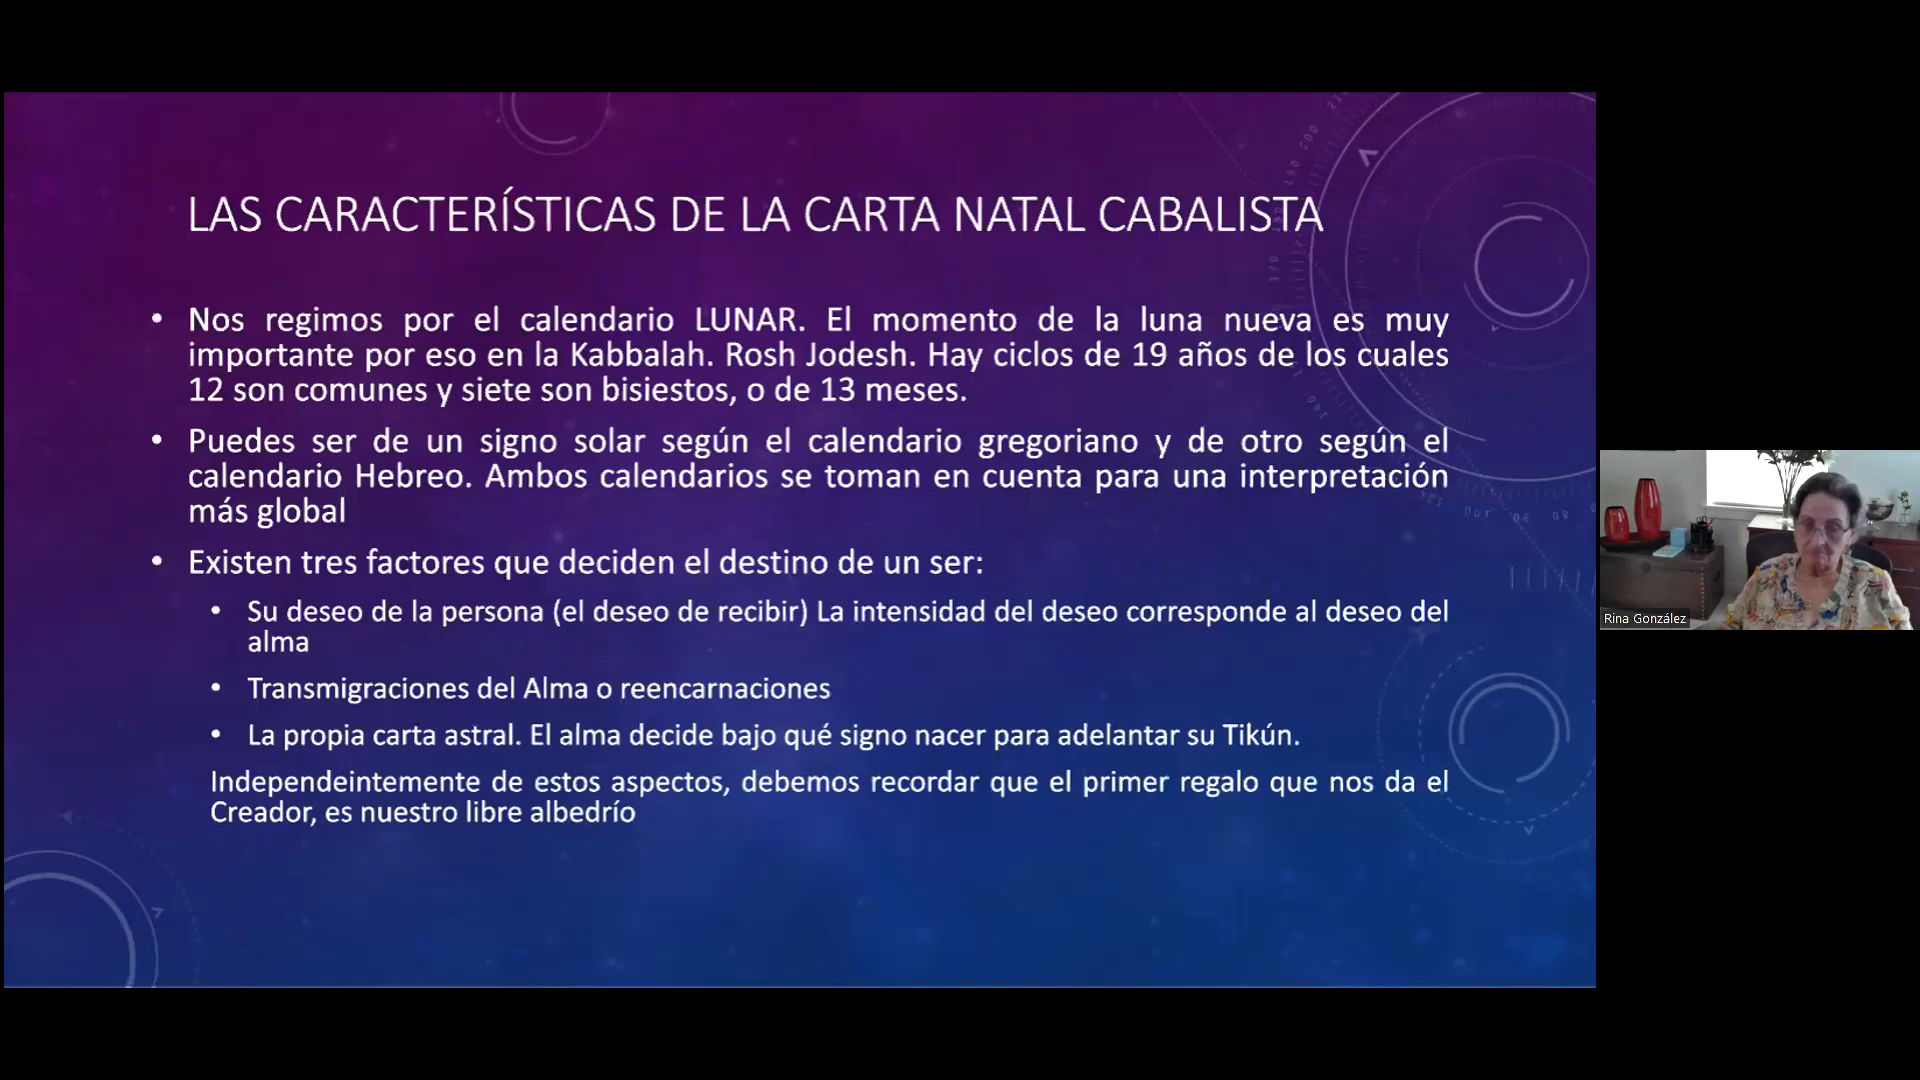 LAS CARACTERÍSTICAS DE LA CARTA NATAL CABALISTA
• Nos regimos por el calendario LUNAR. El momento de la luna nueva es muy
importante por eso en la Kabbalah. Rosh Jodesh. Hay ciclos de 19 años de los cuales
12 son comunes y siete son bisiestos, o de 13 meses.
• Puedes ser de un signo solar según el calendario gregoriano y de otro según el
calendario Hebreo. Ambos calendarios se toman en cuenta para una interpretación
más global
• Existen tres factores que deciden el destino de un ser:
• Su deseo de la persona (el deseo de recibir) La intensidad del deseo corresponde al deseo del
alma
• Transmigraciones del Alma o reencarnaciones
• La propia carta astral. El alma decide bajo qué signo nacer para adelantar su Tikún.
Independeintemente de estos aspectos, debemos recordar que el primer regalo que nos da el
Creador, es nuestro libre albedrío
Rina González